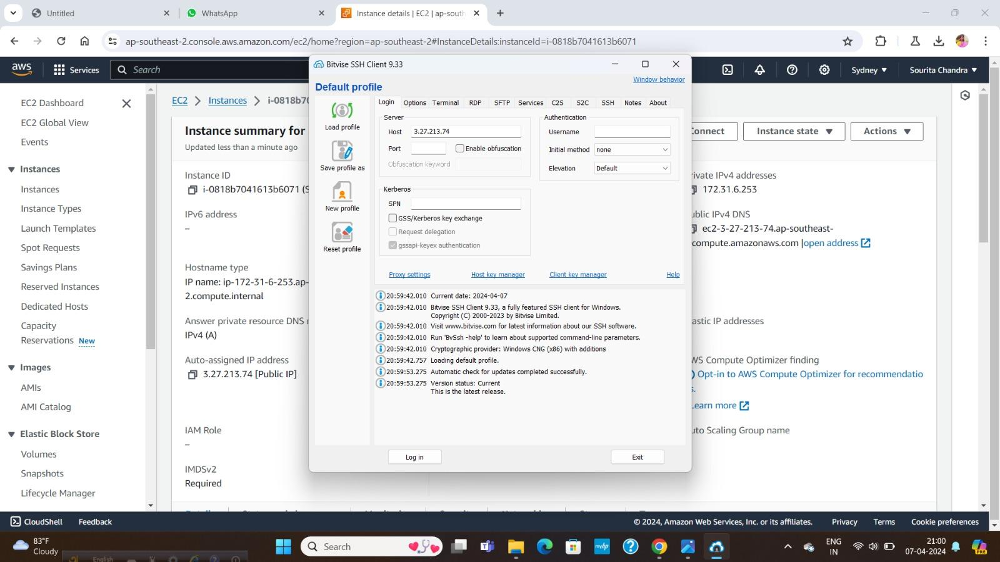 Untitled
WhatsApp
Instance details | EC2 | ap-south
ap-southeast-2.console.aws.amazon.com/ec2/home?region=ap-southeast-2#InstanceDetails:instanceId=i-0818b7041613b6071
aws
Services
Search
Sydney
Sourita Chandra
EC2 Dashboard
EC2 Global View
Events
Instances
Instances
Instance Types
Launch Templates
Spot Requests
Savings Plans
Reserved Instances
Dedicated Hosts
Capacity
Reservations New
Images
AMIs
AMI Catalog
Elastic Block Store
Volumes
Snapshots
Lifecycle Manager
EC2 > Instances > i-0818b70
Instance summary for
Updated less than a minute ago
onnect
Instance state
Actions
Instance ID
i-0818b7041613b6071 (S
IPv6 address
–
Hostname type
IP name: ip-172-31-6-253.ap-
2.compute.internal
Answer private resource DNS n
IPv4 (A)
Auto-assigned IP address
3.27.213.74 [Public IP]
IAM Role
–
IMDSv2
Required
Bitvise SSH Client 9.33
Default profile
Window behavior
Load profile
Save profile as
New profile
Reset profile
Login Options Terminal RDP SFTP Services C2S S2C SSH Notes About
Server
Host 3.27.213.74
Port
Enable obfuscation
Obfuscation keyword
Authentication
Username
Initial method none
Elevation Default
Kerberos
SPN
GSS/Kerberos key exchange
Request delegation
gssapi-keyex authentication
Proxy settings Host key manager Client key manager Help
20:59:42.010 Current date: 2024-04-07
20:59:42.010 Bitvise SSH Client 9.33, a fully featured SSH client for Windows.
Copyright (C) 2000-2023 by Bitvise Limited.
20:59:42.010 Visit www.bitvise.com for latest information about our SSH software.
20:59:42.010 Run 'BvSsh -help' to learn about supported command-line parameters.
20:59:42.010 Cryptographic provider: Windows CNG (x86) with additions
20:59:42.757 Loading default profile.
20:59:53.275 Automatic check for updates completed successfully.
20:59:53.275 Version status: Current
This is the latest release.
Log in
Exit
rivate IPv4 addresses
172.31.6.253
ublic IPv4 DNS
ec2-3-27-213-74.ap-southeast-
compute.amazonaws.com |open address
astic IP addresses
WS Compute Optimizer finding
Opt-in to AWS Compute Optimizer for recommendatio
s.
Learn more
uto Scaling Group name
CloudShell Feedback
© 2024, Amazon Web Services, Inc. or its affiliates. Privacy Terms Cookie preferences
83°F
Cloudy
English
Search
myhp
ENG
IN
21:00
07-04-2024
PRE